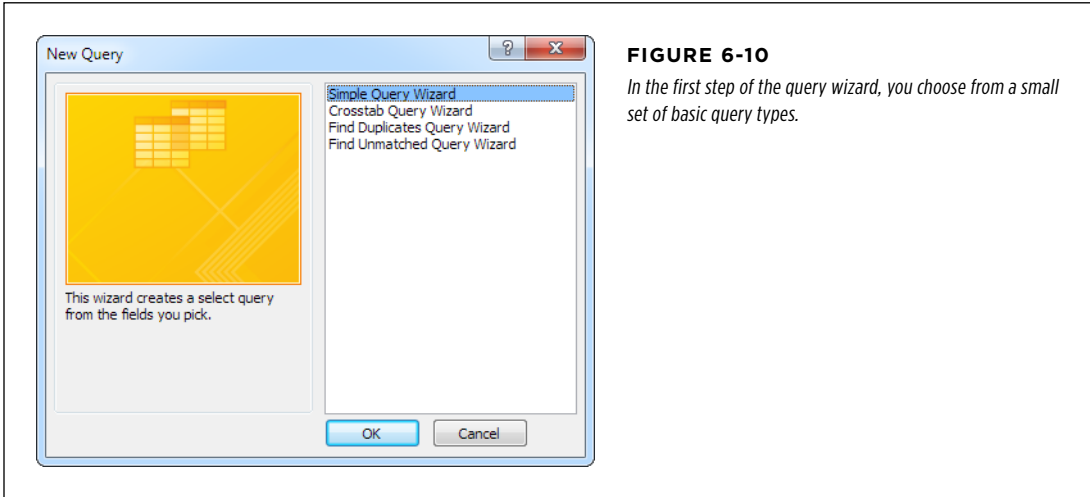 New Query
Simple Query Wizard
Crosstab Query Wizard
Find Duplicates Query Wizard
Find Unmatched Query Wizard
This wizard creates a select query
from the fields you pick.
OK
Cancel
FIGURE 6-10
In the first step of the query wizard, you choose from a small
set of basic query types.